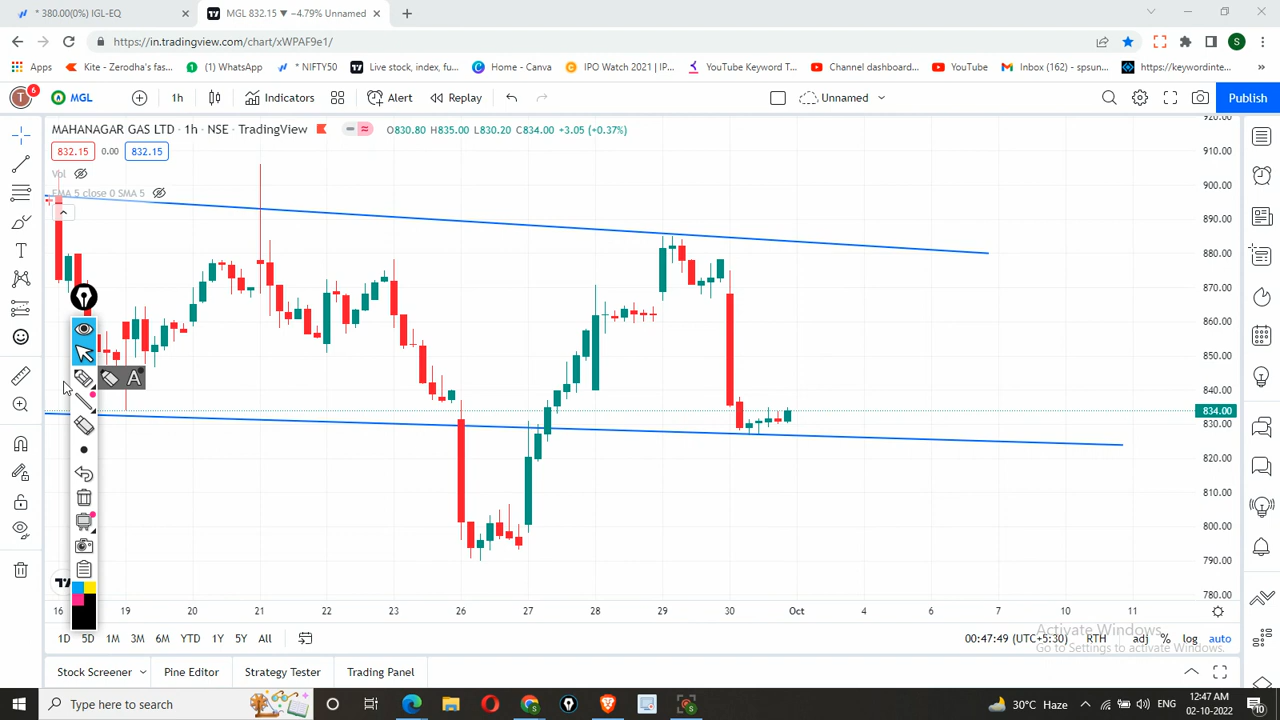 * 380.00(0%) IGL-EQ
MGL 832.15 ▼ −4.79% Unnamed
https://in.tradingview.com/chart/xWPAF9e1/
S
Apps
Kite - Zerodha's fas...
(1) WhatsApp
* NIFTY50
Live stock, index, fu...
Home - Canva
IPO Watch 2021 | IP...
YouTube Keyword T...
Channel dashboard...
YouTube
Inbox (162) - spsun...
https://keywordinte...
T
6
MGL
1h
Indicators
Alert
Replay
Unnamed
Publish
MAHANAGAR GAS LTD · 1h · NSE · TradingView
O830.80 H835.00 L830.20 C834.00 +3.05 (+0.37%)
832.15
0.00
832.15
Vol
EMA 5 close 0 SMA 5
920.00
910.00
900.00
890.00
880.00
870.00
860.00
850.00
840.00
834.00
830.00
820.00
810.00
800.00
790.00
780.00
A
16 19 20 21 22 23 26 27 28 29 30 Oct 4 6 7 10 11
1D 5D 1M 3M 6M YTD 1Y 5Y All
00:47:49 (UTC+5:30)
RTH
adj
%
log
auto
Activate Windows
Go to Settings to activate Windows.
Stock Screener
Pine Editor
Strategy Tester
Trading Panel
Type here to search
30°C Haze
ENG
12:47 AM
02-10-2022
10